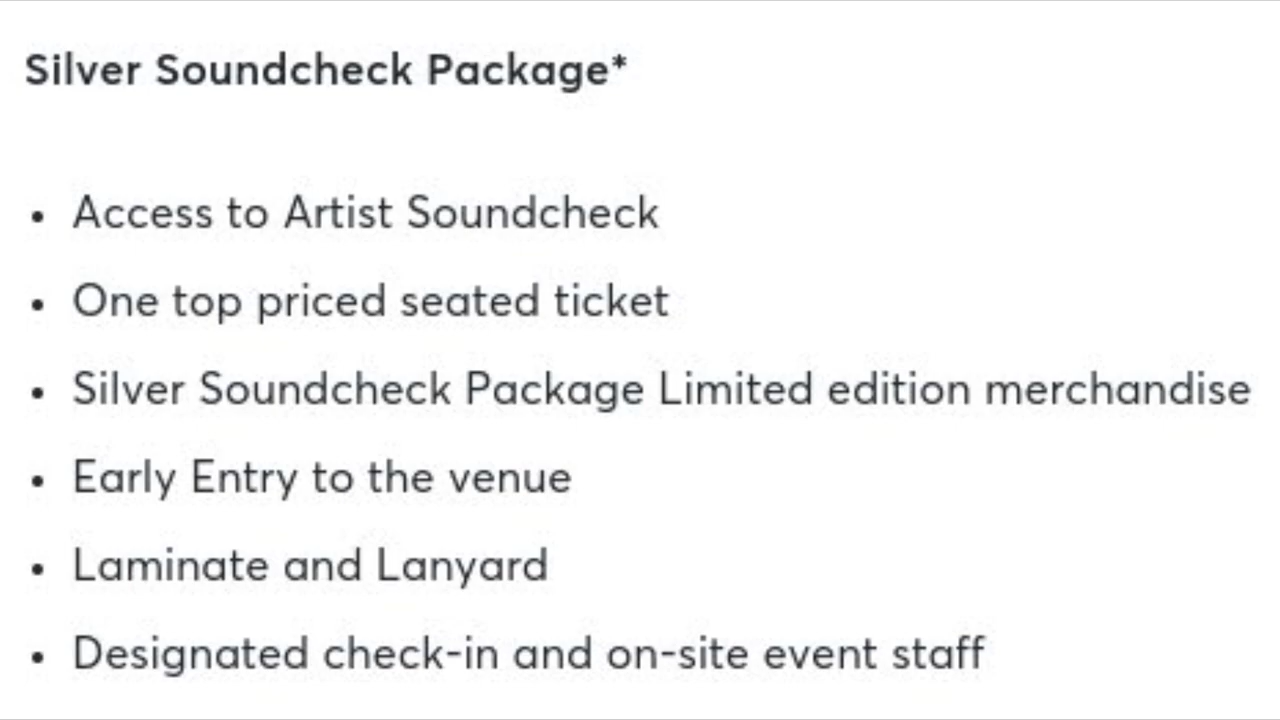 Silver Soundcheck Package*
• Access to Artist Soundcheck
• One top priced seated ticket
• Silver Soundcheck Package Limited edition merchandise
• Early Entry to the venue
• Laminate and Lanyard
• Designated check-in and on-site event staff